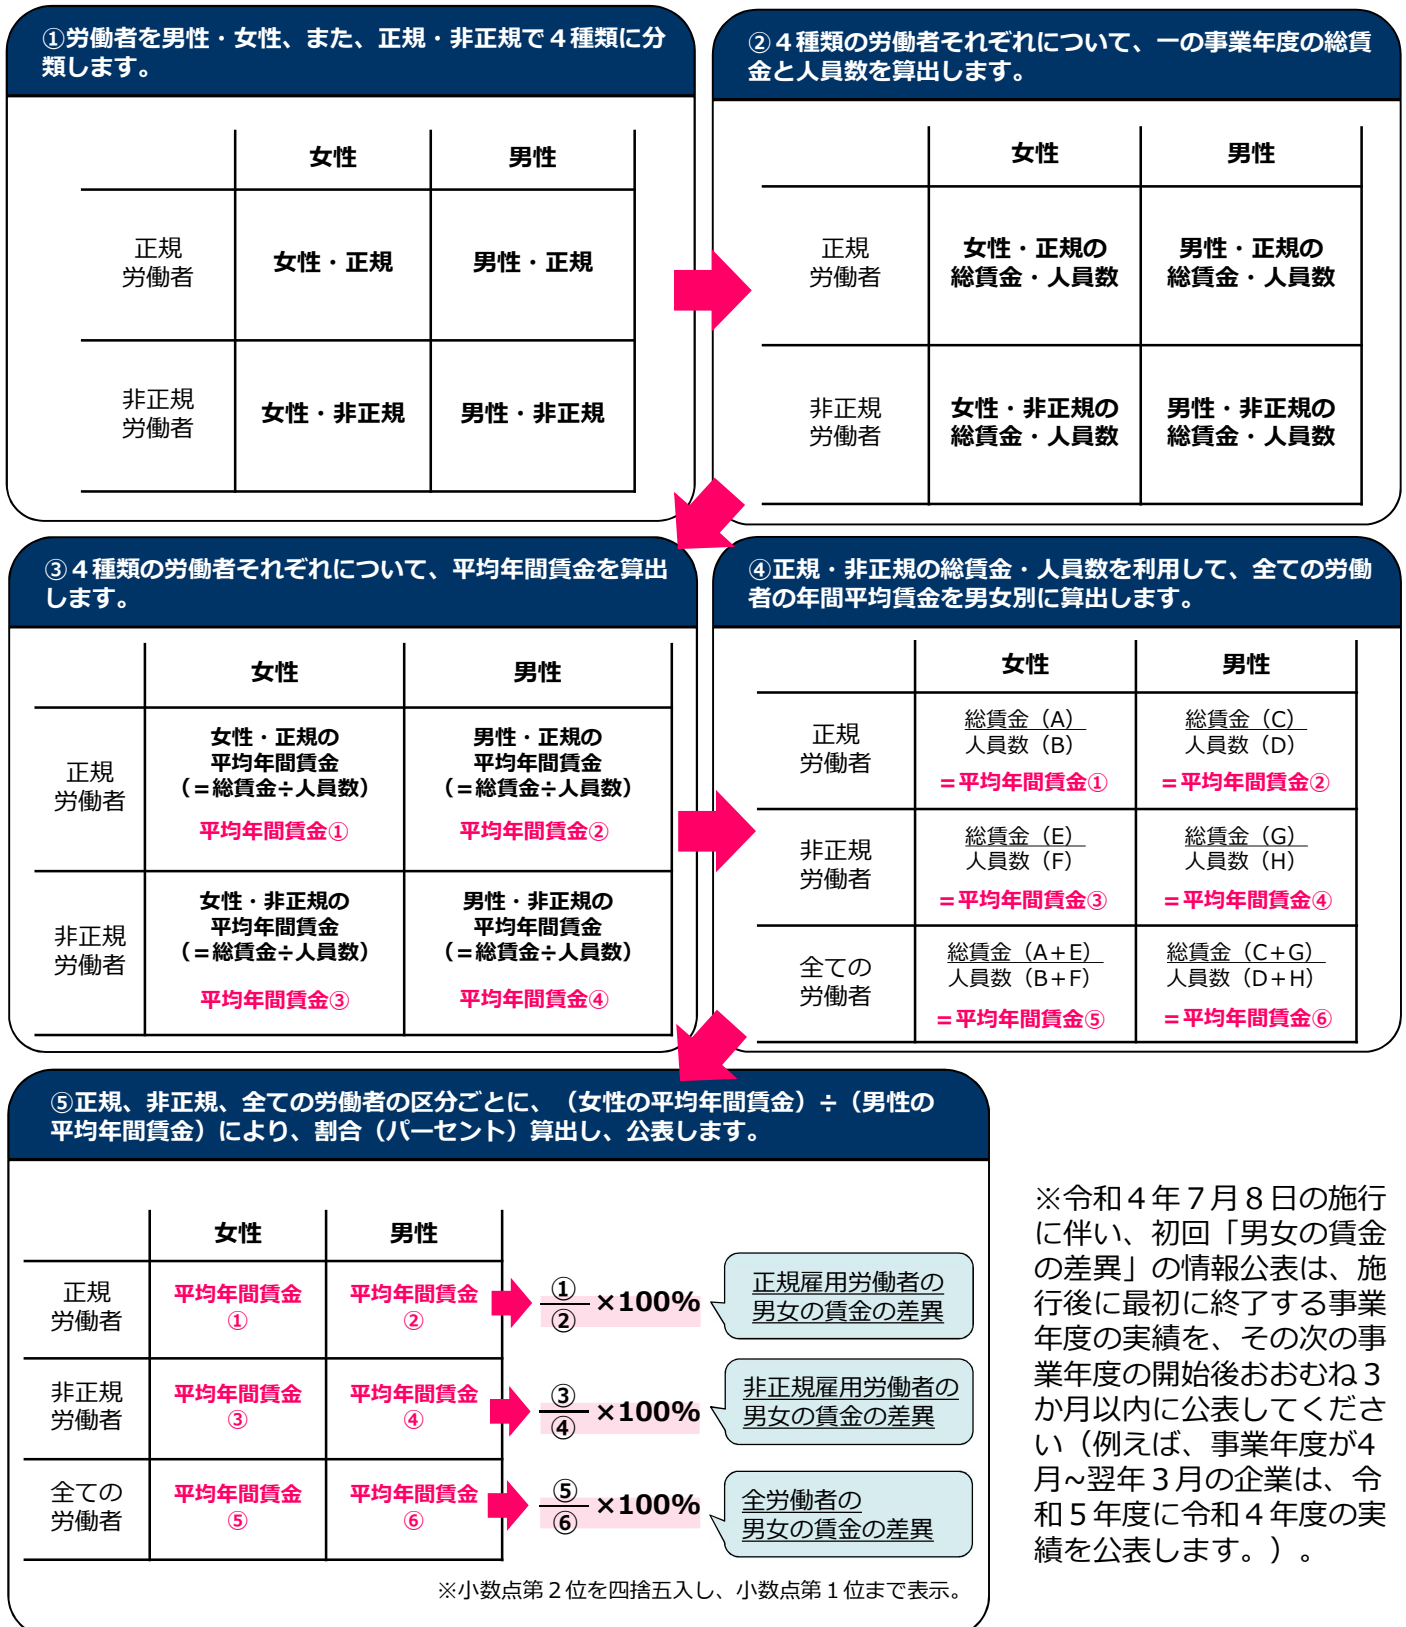 ①労働者を男性・女性、また、正規・非正規で４種類に分
類します。
女性
男性
正規
労働者
女性・正規
男性・正規
非正規
労働者
女性・非正規
男性・非正規
②４種類の労働者それぞれについて、一の事業年度の総賃
金と人員数を算出します。
女性
男性
正規
労働者
女性・正規の
総賃金・人員数
男性・正規の
総賃金・人員数
非正規
労働者
女性・非正規の
総賃金・人員数
男性・非正規の
総賃金・人員数
③４種類の労働者それぞれについて、平均年間賃金を算出
します。
女性
男性
正規
労働者
女性・正規の
平均年間賃金
（＝総賃金÷人員数）
平均年間賃金①
男性・正規の
平均年間賃金
（＝総賃金÷人員数）
平均年間賃金②
非正規
労働者
女性・非正規の
平均年間賃金
（＝総賃金÷人員数）
平均年間賃金③
男性・非正規の
平均年間賃金
（＝総賃金÷人員数）
平均年間賃金④
④正規・非正規の総賃金・人員数を利用して、全ての労働
者の年間平均賃金を男女別に算出します。
女性
男性
正規
労働者
総賃金（A）
人員数（B）
＝平均年間賃金①
総賃金（C）
人員数（D）
＝平均年間賃金②
非正規
労働者
総賃金（E）
人員数（F）
＝平均年間賃金③
総賃金（G）
人員数（H）
＝平均年間賃金④
全ての
労働者
総賃金（A＋E）
人員数（B＋F）
＝平均年間賃金⑤
総賃金（C＋G）
人員数（D＋H）
＝平均年間賃金⑥
⑤正規、非正規、全ての労働者の区分ごとに、（女性の平均年間賃金）÷（男性の
平均年間賃金）により、割合（パーセント）算出し、公表します。
女性
男性
正規
労働者
平均年間賃金
①
平均年間賃金
②
①
② ×100%
正規雇用労働者の
男女の賃金の差異
非正規
労働者
平均年間賃金
③
平均年間賃金
④
③
④ ×100%
非正規雇用労働者の
男女の賃金の差異
全ての
労働者
平均年間賃金
⑤
平均年間賃金
⑥
⑤
⑥ ×100%
全労働者の
男女の賃金の差異
※小数点第２位を四捨五入し、小数点第１位まで表示。
※令和４年７月８日の施行
に伴い、初回「男女の賃金
の差異」の情報公表は、施
行後に最初に終了する事業
年度の実績を、その次の事
業年度の開始後おおむね３
か月以内に公表してくださ
い（例えば、事業年度が4
月~翌年３月の企業は、令
和５年度に令和４年度の実
績を公表します。）。